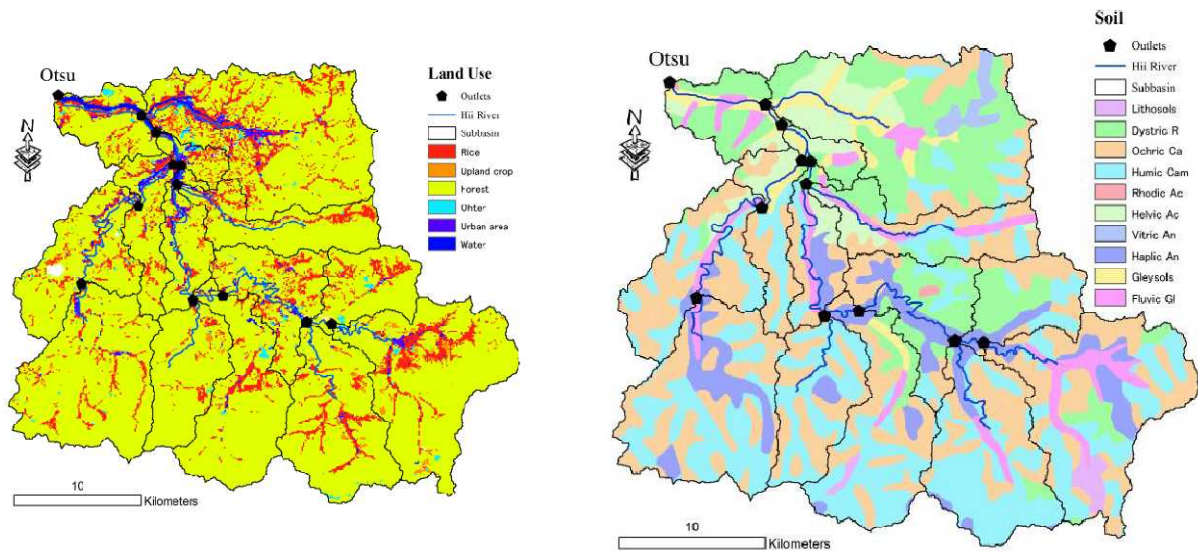 Otsu
N
Land Use
Outlets
Hii River
Subbasin
Rice
Upland crop
Forest
Ohter
Urban area
Water
10
Kilometers
Otsu
N
Soil
Outlets
Hii River
Subbasin
Lithosols
Dystric R
Ochric Ca
Humic Cam
Rhodic Ac
Helvic Ac
Vitric An
Haplic An
Gleysols
Fluvic Gl
10
Kilometers